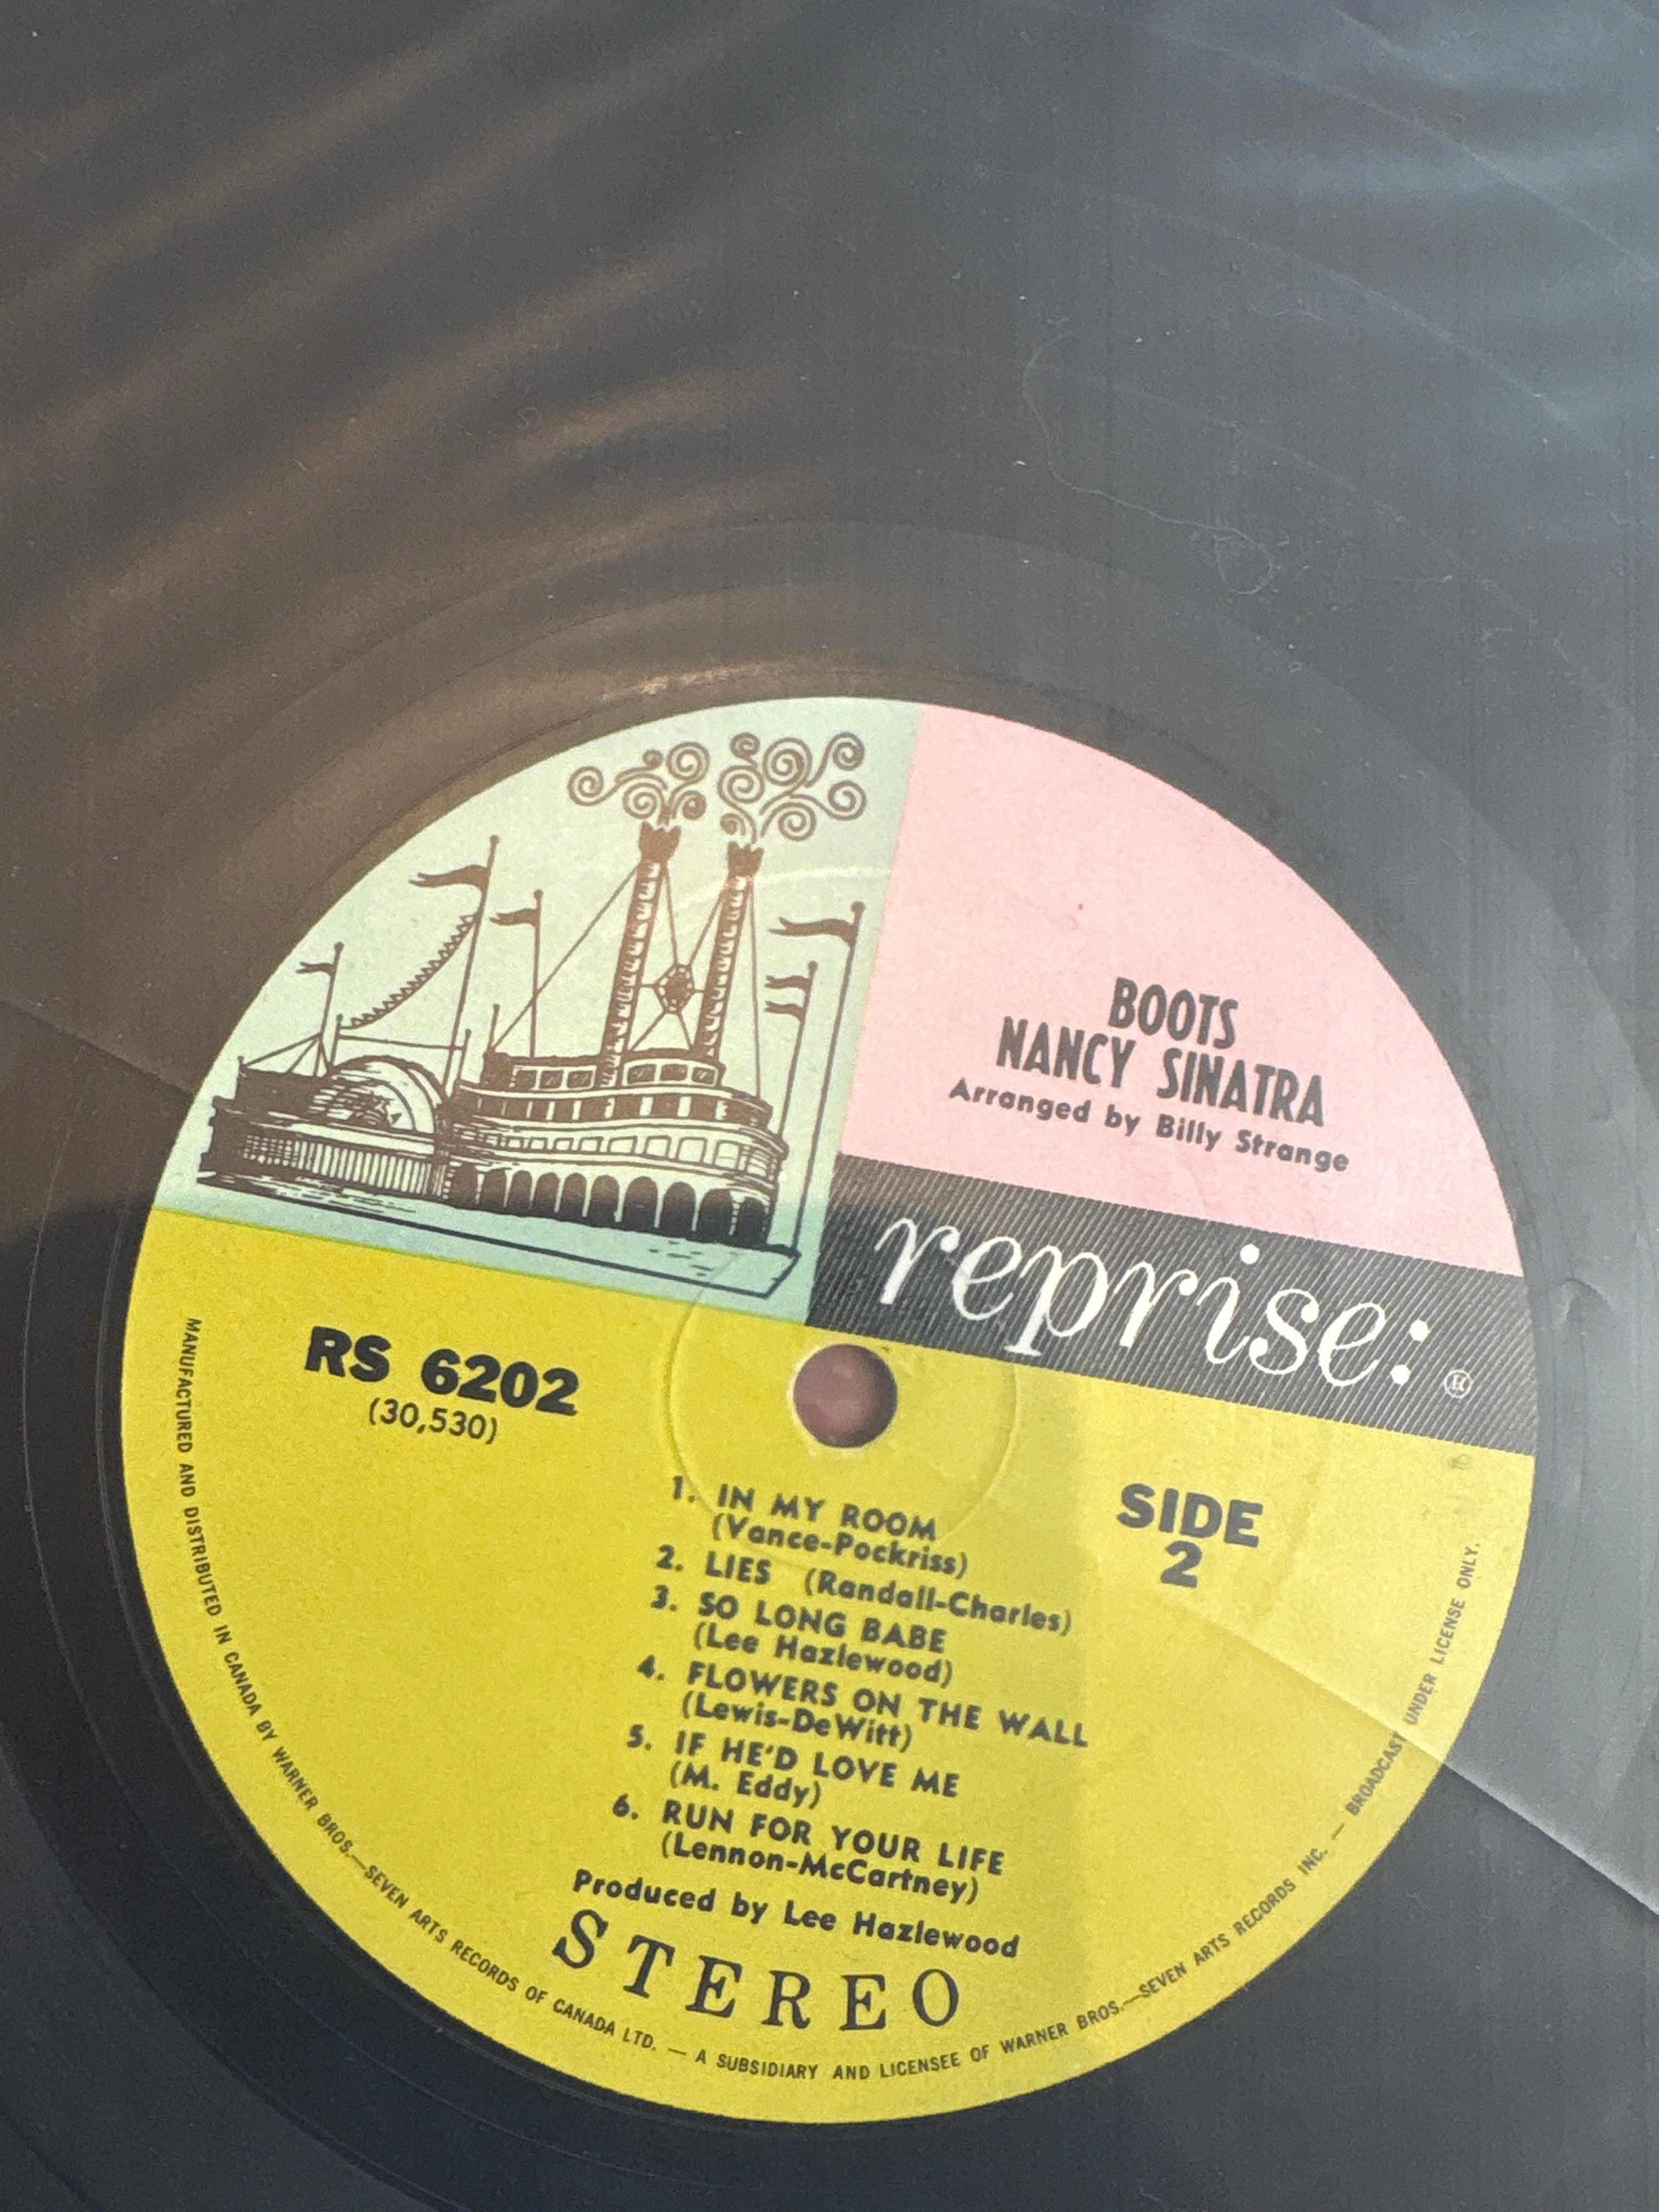 BOOTS
NANCY SINATRA
Arranged by Billy Strange
reprise: ®
RS 6202
(30,530)
SIDE
2
1. IN MY ROOM
(Vance-Pockriss)
2. LIES (Randall-Charles)
3. SO LONG BABE
(Lee Hazlewood)
4. FLOWERS ON THE WALL
(Lewis-DeWitt)
5. IF HE'D LOVE ME
(M. Eddy)
6. RUN FOR YOUR LIFE
(Lennon-McCartney)
Produced by Lee Hazlewood
STEREO
MANUFACTURED AND DISTRIBUTED IN CANADA BY WARNER BROS.—SEVEN ARTS RECORDS OF CANADA LTD. — A SUBSIDIARY AND LICENSEE OF WARNER BROS.—SEVEN ARTS RECORDS INC. — BROADCAST UNDER LICENSE ONLY.